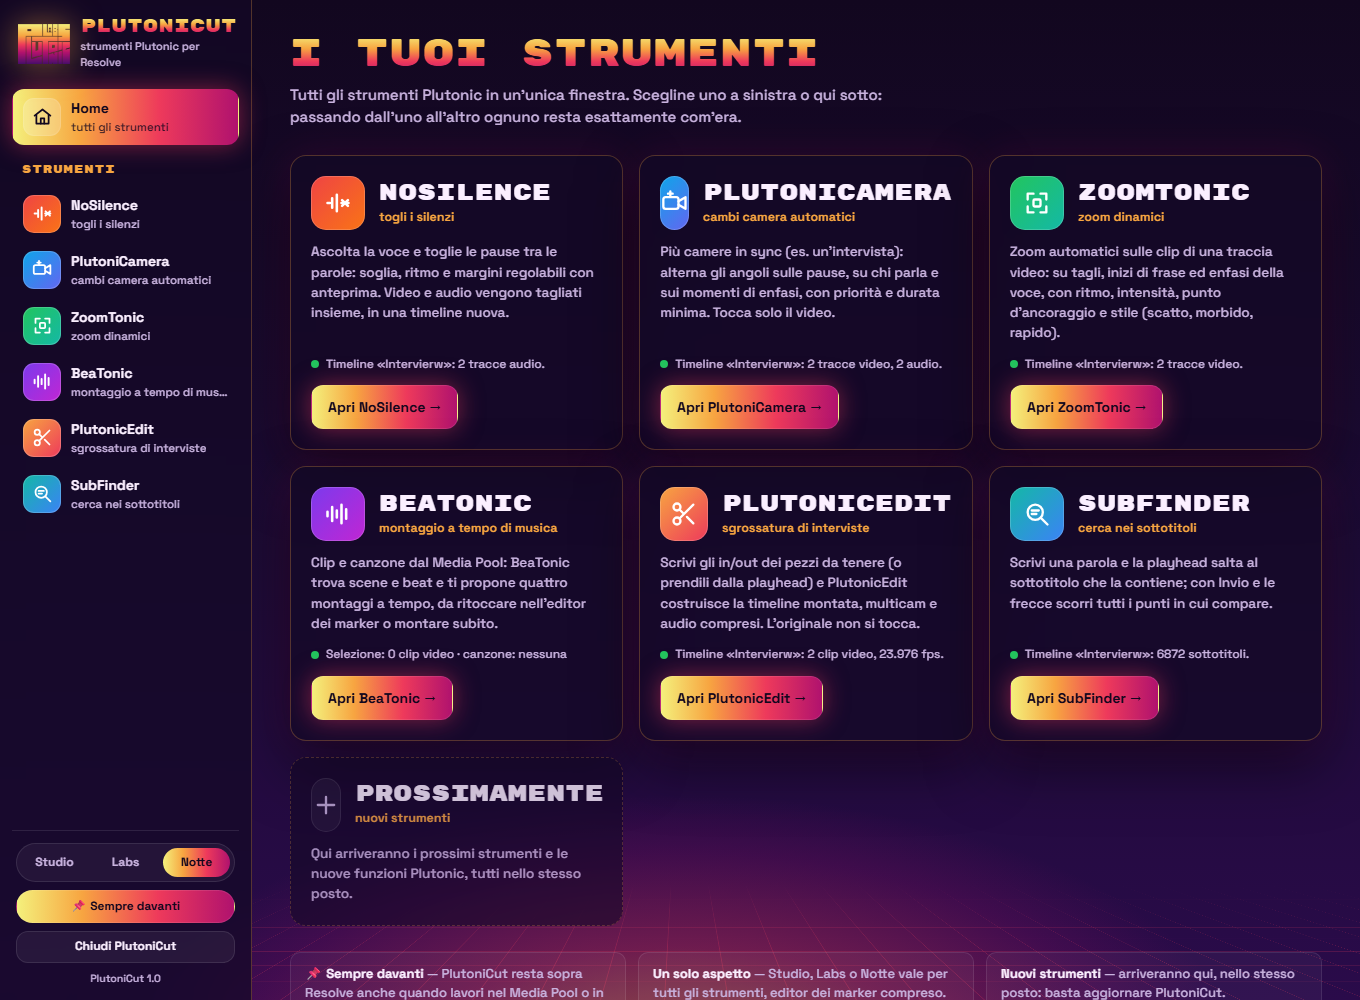 PLUTONICUT
strumenti Plutonic per
Resolve
Home
tutti gli strumenti
STRUMENTI
NoSilence
togli i silenzi
PlutoniCamera
cambi camera automatici
ZoomTonic
zoom dinamici
BeaTonic
montaggio a tempo di mus...
PlutonicEdit
sgrossatura di interviste
SubFinder
cerca nei sottotitoli
Studio Labs Notte
📌 Sempre davanti
Chiudi PlutoniCut
PlutoniCut 1.0
I TUOI STRUMENTI
Tutti gli strumenti Plutonic in un'unica finestra. Scegline uno a sinistra o qui sotto:
passando dall'uno all'altro ognuno resta esattamente com'era.
NOSILENCE
togli i silenzi
Ascolta la voce e toglie le pause tra le
parole: soglia, ritmo e margini regolabili con
anteprima. Video e audio vengono tagliati
insieme, in una timeline nuova.
Timeline «Intervierw»: 2 tracce audio.
Apri NoSilence →
PLUTONICAMERA
cambi camera automatici
Più camere in sync (es. un'intervista):
alterna gli angoli sulle pause, su chi parla e
sui momenti di enfasi, con priorità e durata
minima. Tocca solo il video.
Timeline «Intervierw»: 2 tracce video, 2 audio.
Apri PlutoniCamera →
ZOOMTONIC
zoom dinamici
Zoom automatici sulle clip di una traccia
video: su tagli, inizi di frase ed enfasi della
voce, con ritmo, intensità, punto
d'ancoraggio e stile (scatto, morbido,
rapido).
Timeline «Intervierw»: 2 tracce video.
Apri ZoomTonic →
BEATONIC
montaggio a tempo di musica
Clip e canzone dal Media Pool: BeaTonic
trova scene e beat e ti propone quattro
montaggi a tempo, da ritoccare nell'editor
dei marker o montare subito.
Selezione: 0 clip video · canzone: nessuna
Apri BeaTonic →
PLUTONICEDIT
sgrossatura di interviste
Scrivi gli in/out dei pezzi da tenere (o
prendili dalla playhead) e PlutonicEdit
costruisce la timeline montata, multicam e
audio compresi. L'originale non si tocca.
Timeline «Intervierw»: 2 clip video, 23.976 fps.
Apri PlutonicEdit →
SUBFINDER
cerca nei sottotitoli
Scrivi una parola e la playhead salta al
sottotitolo che la contiene; con Invio e le
frecce scorri tutti i punti in cui compare.
Timeline «Intervierw»: 6872 sottotitoli.
Apri SubFinder →
PROSSIMAMENTE
nuovi strumenti
Qui arriveranno i prossimi strumenti e le
nuove funzioni Plutonic, tutti nello stesso
posto.
📌 Sempre davanti — PlutoniCut resta sopra
Resolve anche quando lavori nel Media Pool o in
Un solo aspetto — Studio, Labs o Notte vale per
tutti gli strumenti, editor dei marker compreso.
Nuovi strumenti — arriveranno qui, nello stesso
posto: basta aggiornare PlutoniCut.